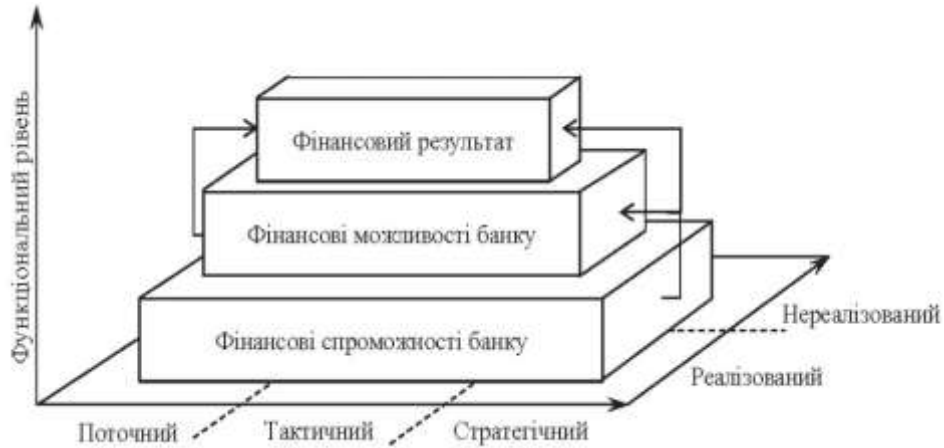 Функціональний рівень
Фінансовий результат
Фінансові можливості банку
Фінансові спроможності банку
Нереалізований
Реалізований
Поточний
Тактичний
Стратегічний